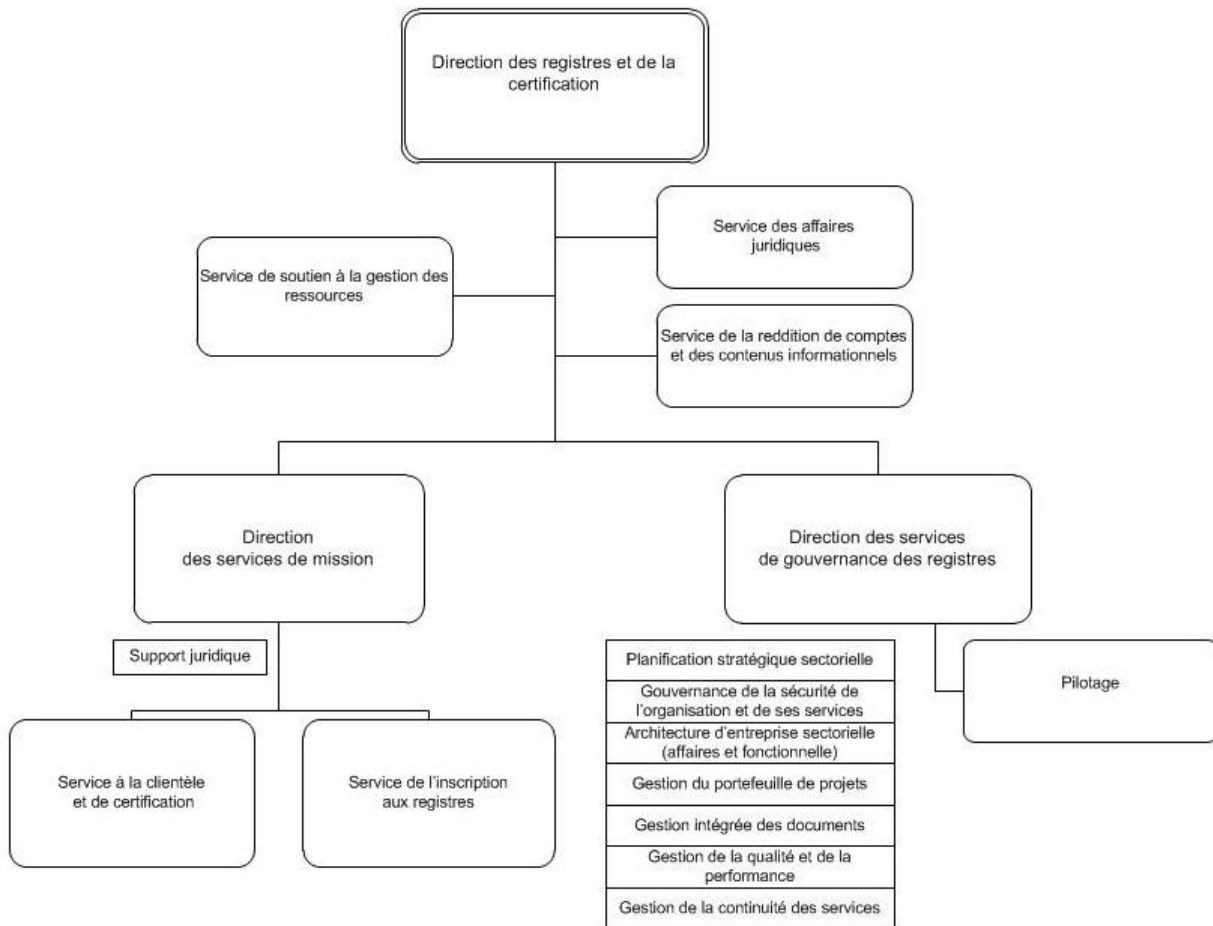 Direction des registres et de la
certification
Service des affaires
juridiques
Service de soutien à la gestion des
ressources
Service de la reddition de comptes
et des contenus informationnels
Direction
des services de mission
Direction des services
de gouvernance des registres
Support juridique
Service à la clientèle
et de certification
Service de l'inscription
aux registres
Planification stratégique sectorielle
Gouvernance de la sécurité de
l'organisation et de ses services
Architecture d'entreprise sectorielle
(affaires et fonctionnelle)
Gestion du portefeuille de projets
Gestion intégrée des documents
Gestion de la qualité et de la
performance
Gestion de la continuité des services
Pilotage